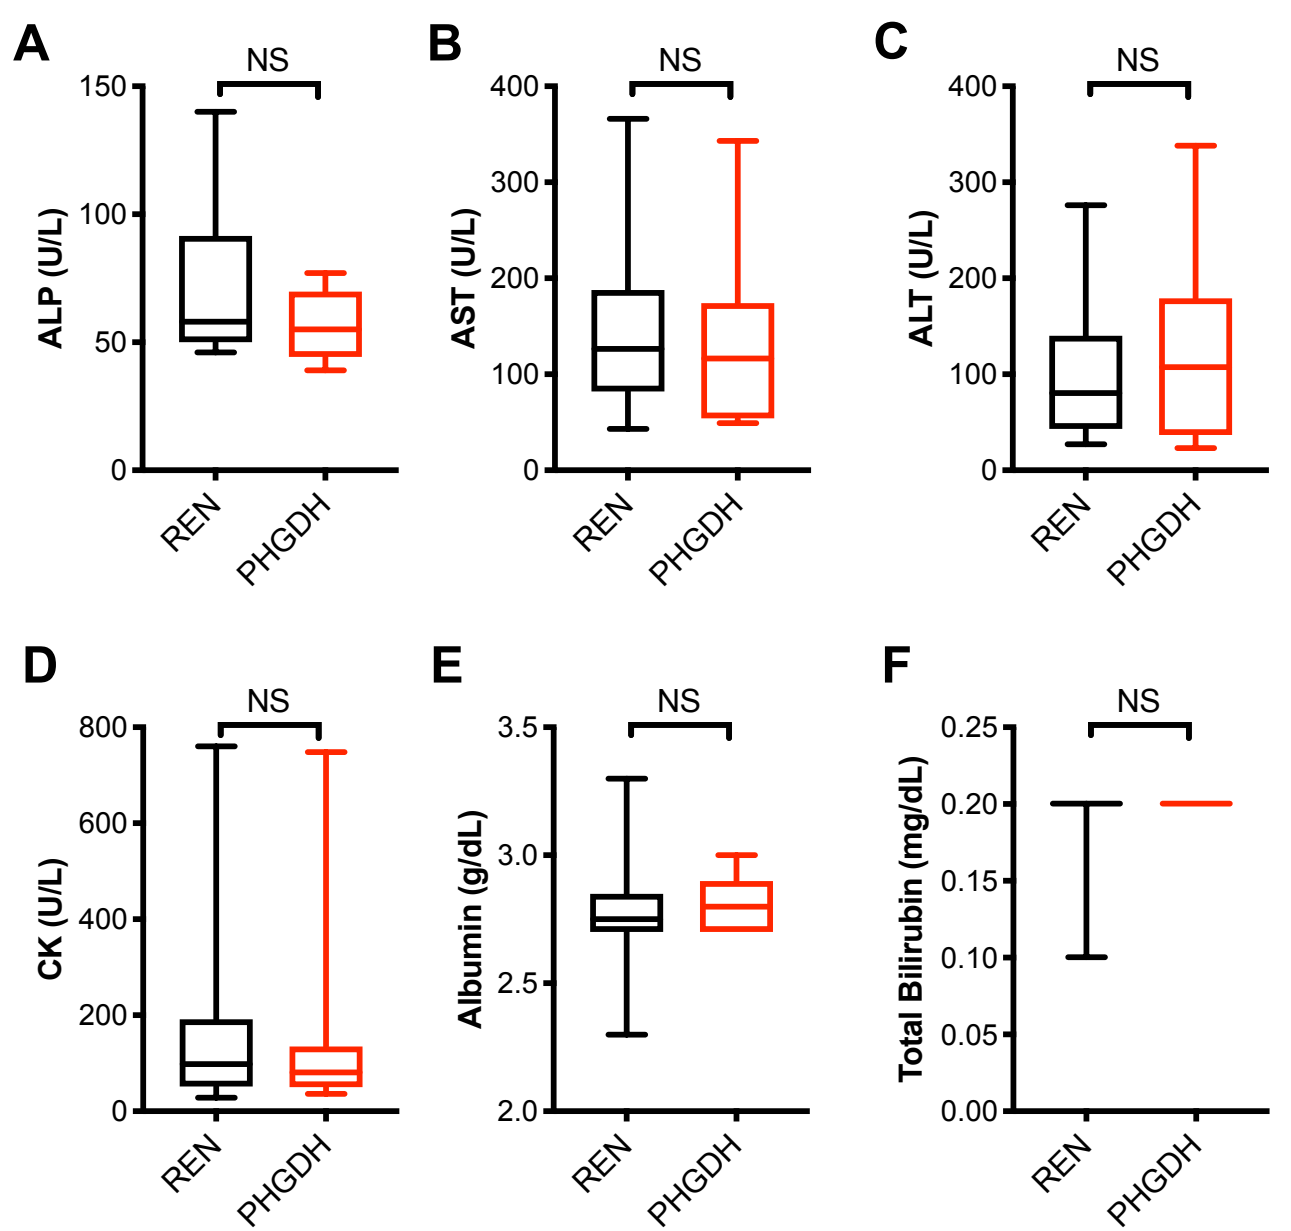 A
NS
ALP (U/L)
150
100
50
0
REN
PHGDH
B
NS
AST (U/L)
400
300
200
100
0
REN
PHGDH
C
NS
ALT (U/L)
400
300
200
100
0
REN
PHGDH
D
NS
CK (U/L)
800
600
400
200
0
REN
PHGDH
E
NS
Albumin (g/dL)
3.5
3.0
2.5
2.0
REN
PHGDH
F
NS
Total Bilirubin (mg/dL)
0.25
0.20
0.15
0.10
0.05
0.00
REN
PHGDH